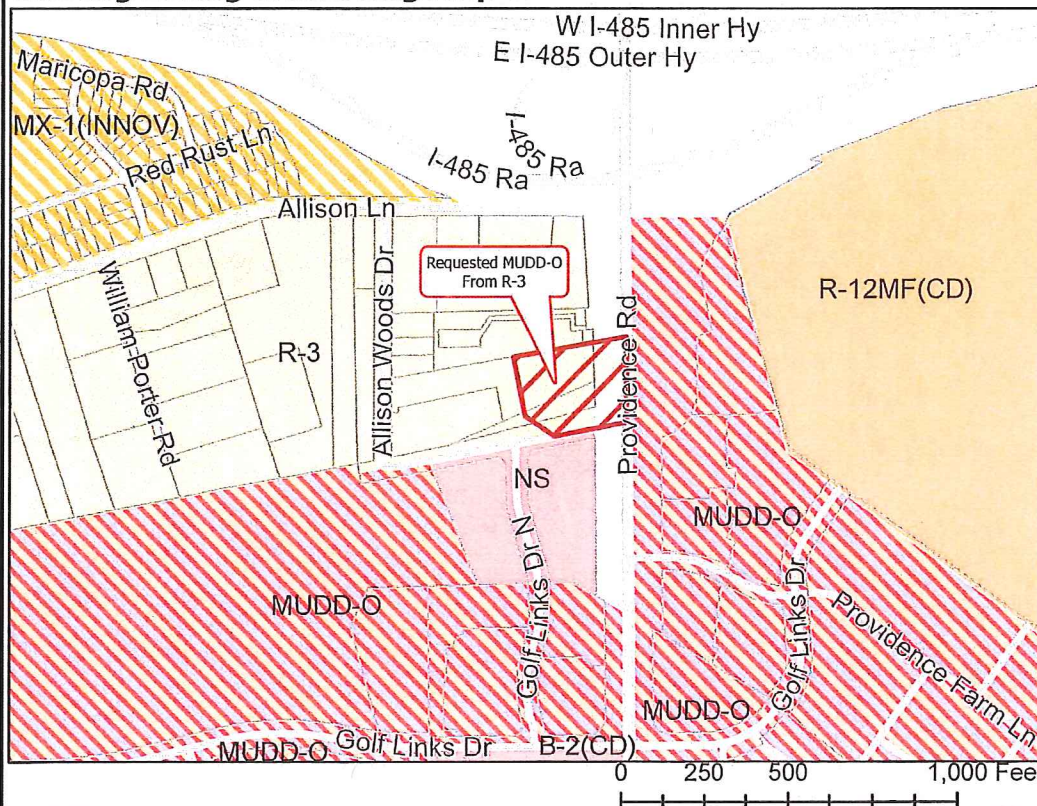 W I-485 Inner Hy
E I-485 Outer Hy
I-485 Ra
I-485 Ra
Maricopa Rd
MX-1(INNOV)
Red Rust Ln
Allison Ln
William Porter Rd
R-3
Allison Woods Dr
Requested MUDD-O
From R-3
Providence Rd
R-12MF(CD)
NS
MUDD-O
Golf Links Dr N
MUDD-O
Golf Links Dr
Providence Farm Ln
MUDD-O
MUDD-O
Golf Links Dr
B-2(CD)
0 250 500 1,000 Fee